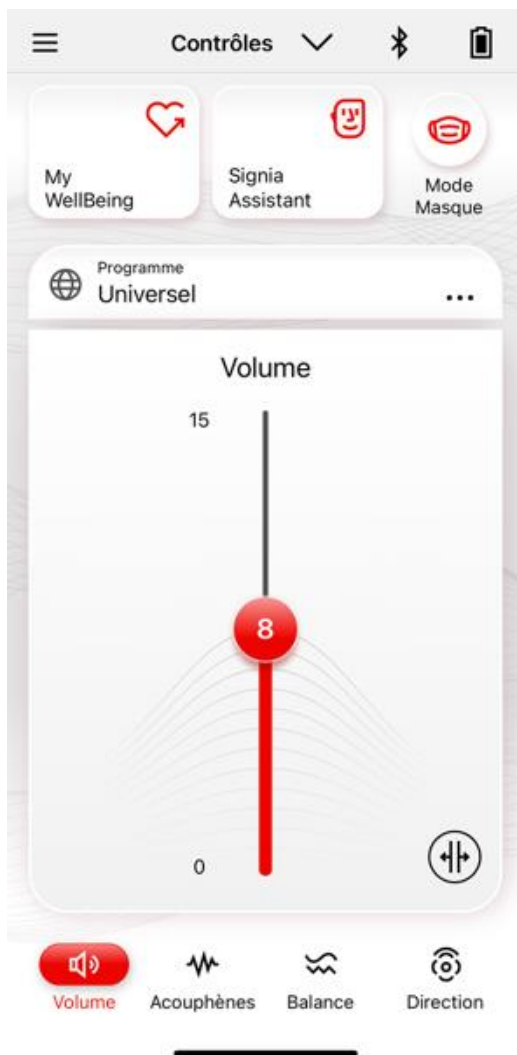 Contrôles
My
WellBeing
Signia
Assistant
Mode
Masque
Programme
Universel
...
Volume
15
8
0
Volume
Acouphènes
Balance
Direction